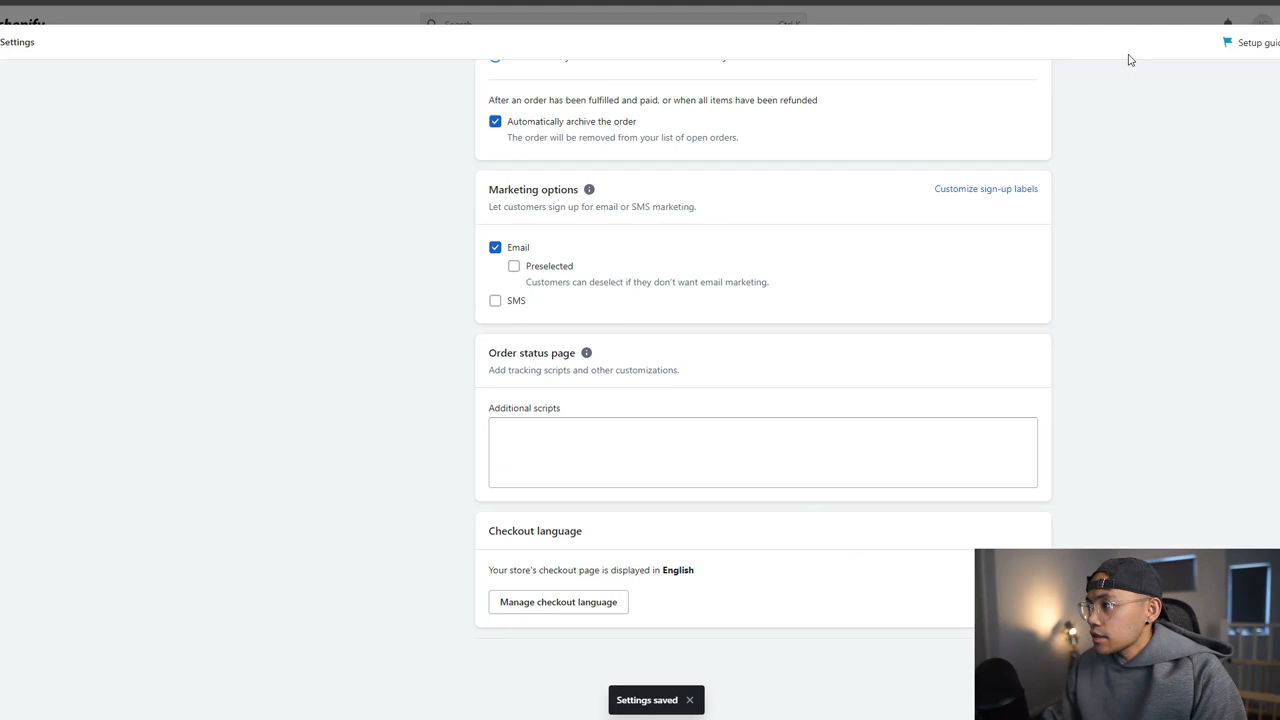 shopify
Search
Ctrl K
Settings
Setup guid
After an order has been fulfilled and paid, or when all items have been refunded
Automatically archive the order
The order will be removed from your list of open orders.
Marketing options
Customize sign-up labels
Let customers sign up for email or SMS marketing.
Email
Preselected
Customers can deselect if they don't want email marketing.
SMS
Order status page
Add tracking scripts and other customizations.
Additional scripts
Checkout language
Your store's checkout page is displayed in English
Manage checkout language
Settings saved